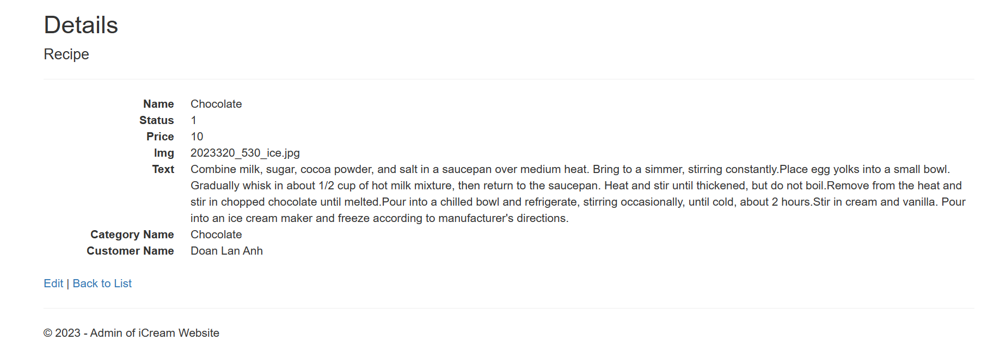 Details
Recipe
Name Chocolate
Status 1
Price 10
Img 2023320_530_ice.jpg
Text Combine milk, sugar, cocoa powder, and salt in a saucepan over medium heat. Bring to a simmer, stirring constantly.Place egg yolks into a small bowl.
Gradually whisk in about 1/2 cup of hot milk mixture, then return to the saucepan. Heat and stir until thickened, but do not boil.Remove from the heat and
stir in chopped chocolate until melted.Pour into a chilled bowl and refrigerate, stirring occasionally, until cold, about 2 hours.Stir in cream and vanilla. Pour
into an ice cream maker and freeze according to manufacturer's directions.
Category Name Chocolate
Customer Name Doan Lan Anh
Edit | Back to List
© 2023 - Admin of iCream Website